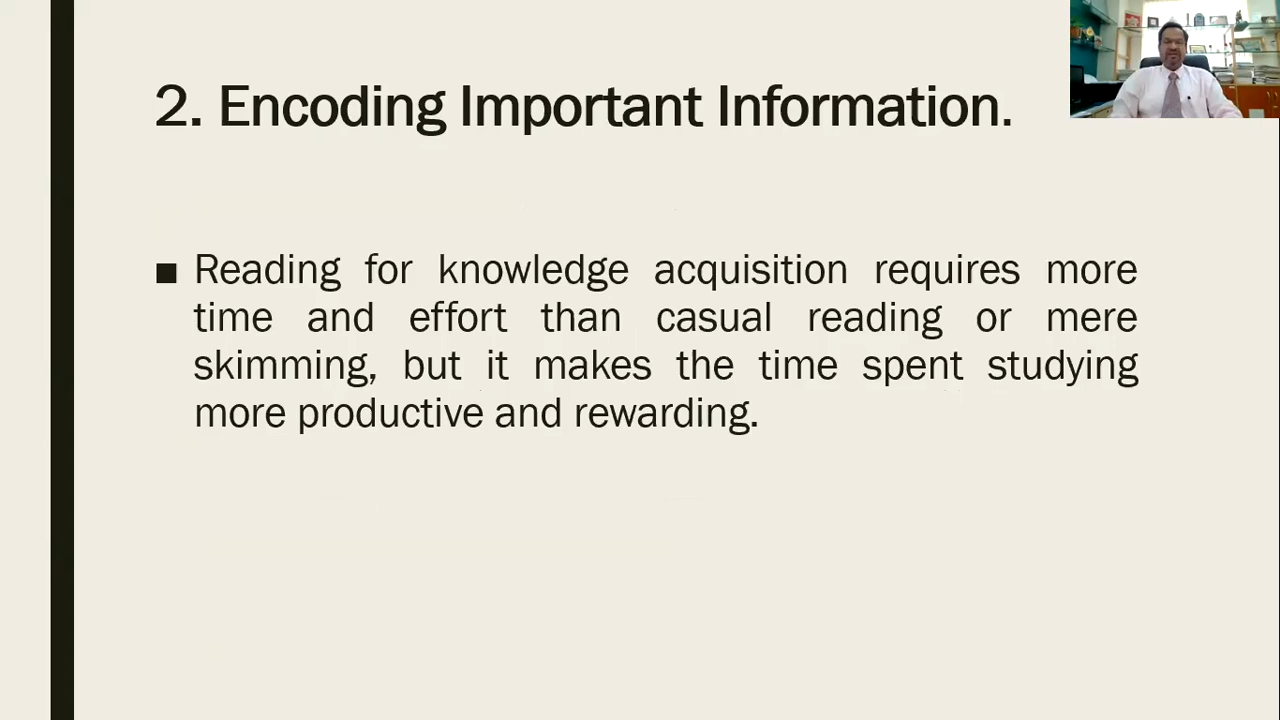 2. Encoding Important Information.
■ Reading for knowledge acquisition requires more
time and effort than casual reading or mere
skimming, but it makes the time spent studying
more productive and rewarding.